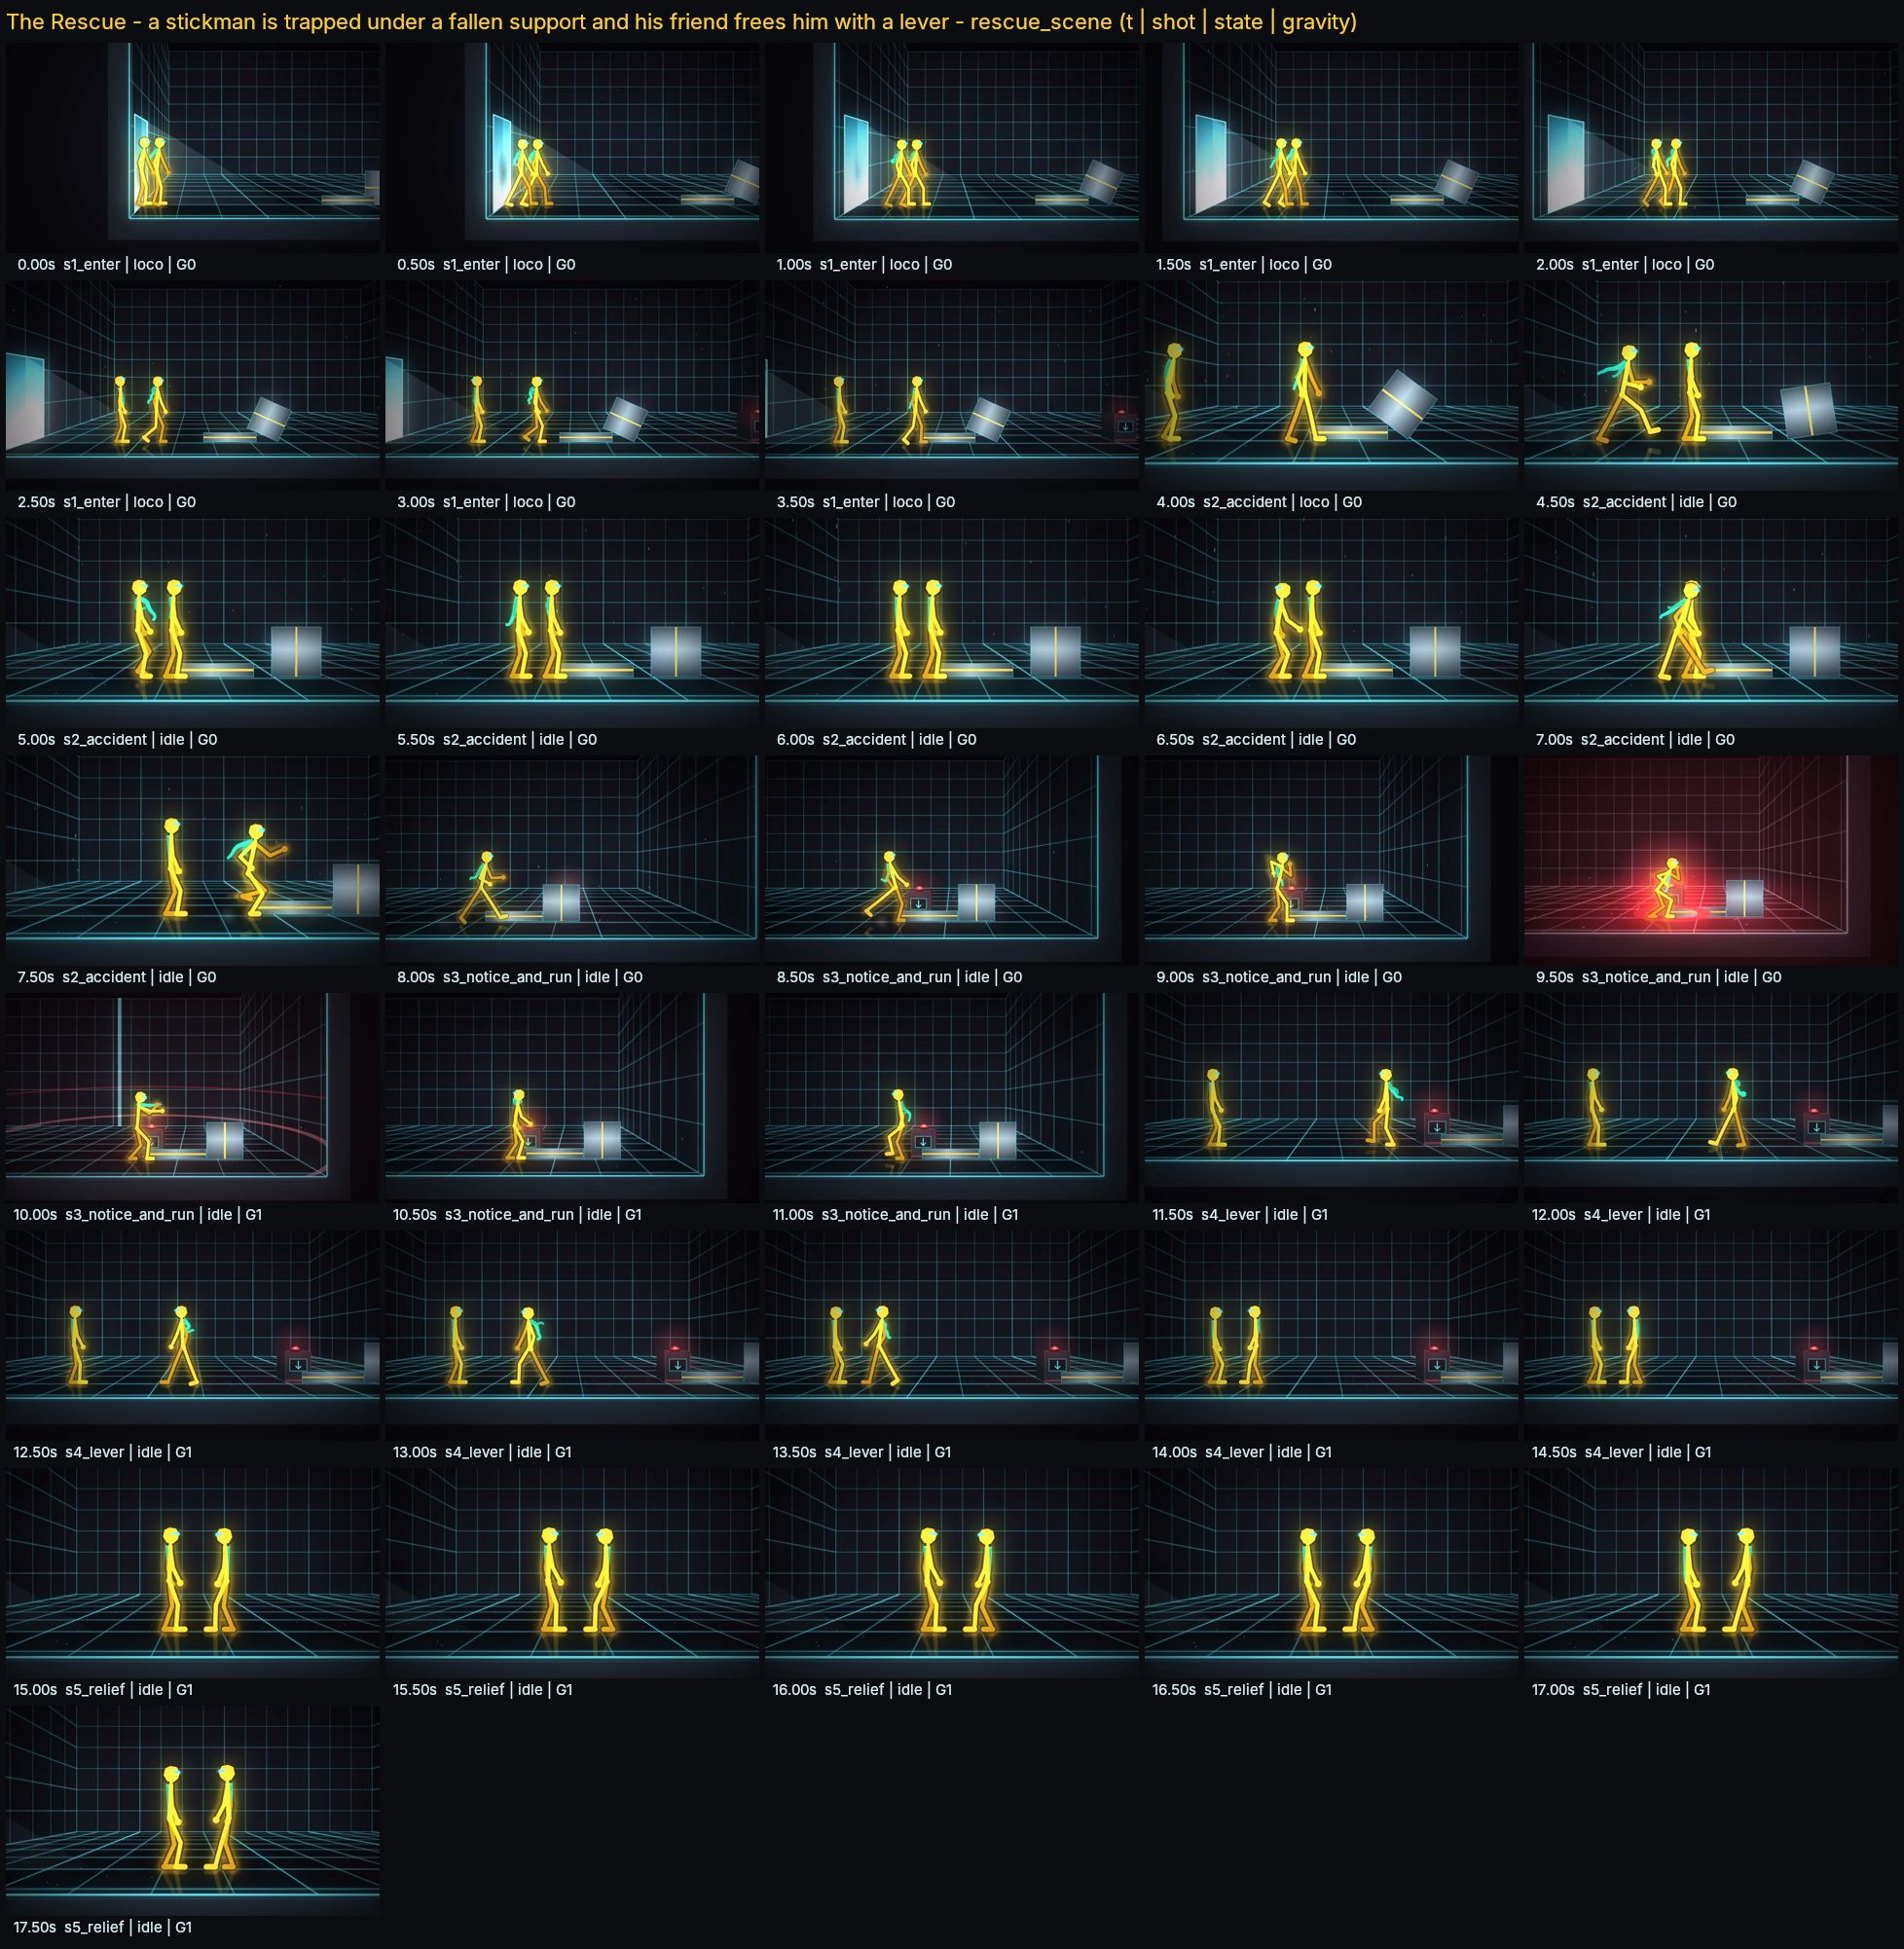 The Rescue - a stickman is trapped under a fallen support and his friend frees him with a lever - rescue_scene (t | shot | state | gravity)
0.00s s1_enter | loco | G0
0.50s s1_enter | loco | G0
1.00s s1_enter | loco | G0
1.50s s1_enter | loco | G0
2.00s s1_enter | loco | G0
2.50s s1_enter | loco | G0
3.00s s1_enter | loco | G0
3.50s s1_enter | loco | G0
4.00s s2_accident | loco | G0
4.50s s2_accident | idle | G0
5.00s s2_accident | idle | G0
5.50s s2_accident | idle | G0
6.00s s2_accident | idle | G0
6.50s s2_accident | idle | G0
7.00s s2_accident | idle | G0
7.50s s2_accident | idle | G0
8.00s s3_notice_and_run | idle | G0
8.50s s3_notice_and_run | idle | G0
9.00s s3_notice_and_run | idle | G0
9.50s s3_notice_and_run | idle | G0
10.00s s3_notice_and_run | idle | G1
10.50s s3_notice_and_run | idle | G1
11.00s s3_notice_and_run | idle | G1
11.50s s4_lever | idle | G1
12.00s s4_lever | idle | G1
12.50s s4_lever | idle | G1
13.00s s4_lever | idle | G1
13.50s s4_lever | idle | G1
14.00s s4_lever | idle | G1
14.50s s4_lever | idle | G1
15.00s s5_relief | idle | G1
15.50s s5_relief | idle | G1
16.00s s5_relief | idle | G1
16.50s s5_relief | idle | G1
17.00s s5_relief | idle | G1
17.50s s5_relief | idle | G1